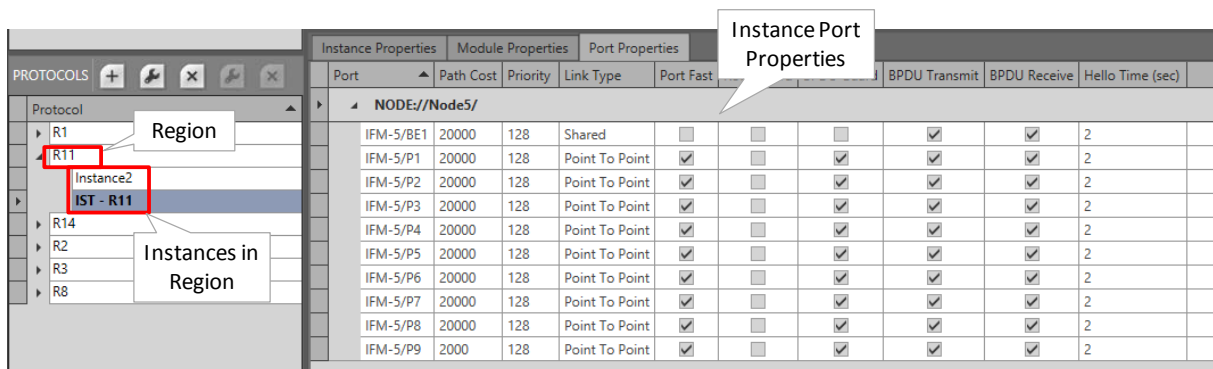 Instance Port
Properties
Instance Properties Module Properties Port Properties
PROTOCOLS
Port Path Cost Priority Link Type Port Fast BPDU Transmit BPDU Receive Hello Time (sec)
Protocol
NODE://Node5/
R1
Region
IFM-5/BE1 20000 128 Shared 2
R11
IFM-5/P1 20000 128 Point To Point 2
Instance2
IFM-5/P2 20000 128 Point To Point 2
IST - R11
IFM-5/P3 20000 128 Point To Point 2
R14
IFM-5/P4 20000 128 Point To Point 2
R2
Instances in
Region
IFM-5/P5 20000 128 Point To Point 2
R3
IFM-5/P6 20000 128 Point To Point 2
R8
IFM-5/P7 20000 128 Point To Point 2
IFM-5/P8 20000 128 Point To Point 2
IFM-5/P9 2000 128 Point To Point 2